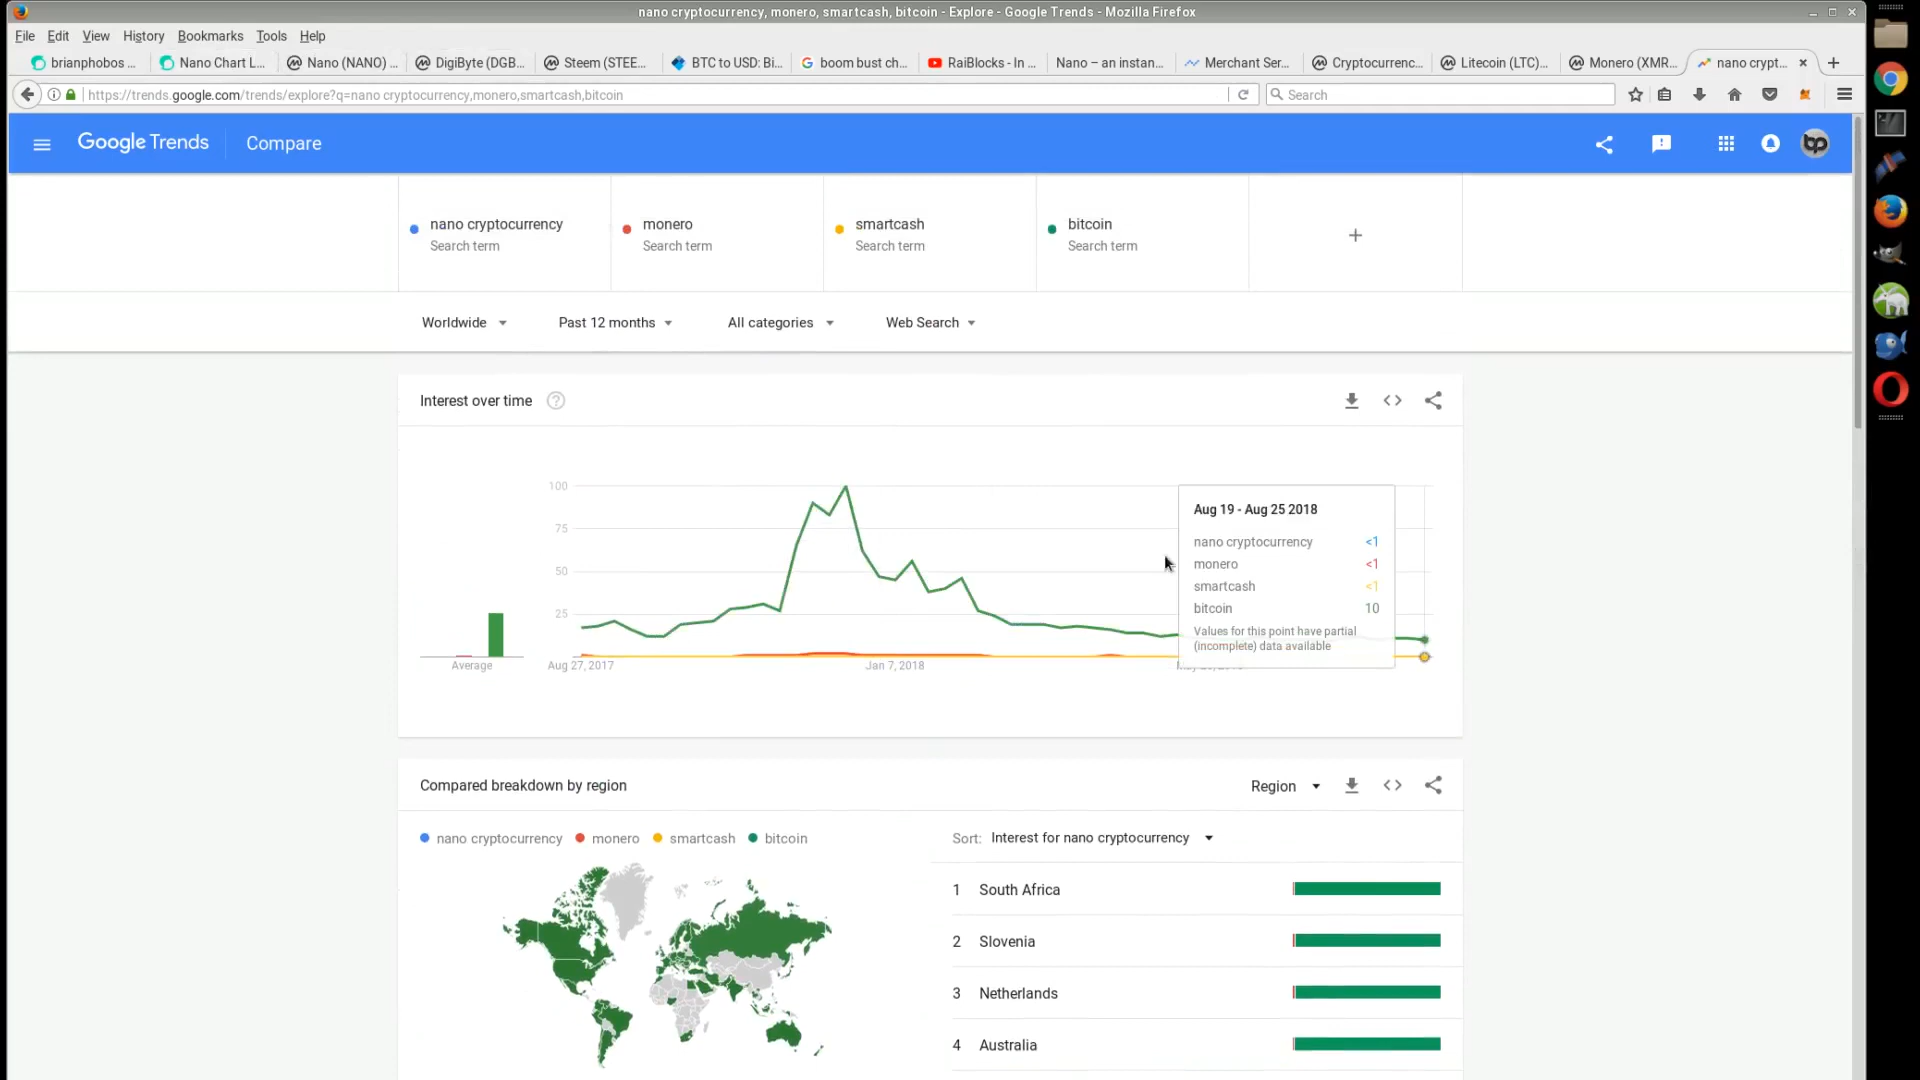 nano cryptocurrency, monero, smartcash, bitcoin - Explore - Google Trends - Mozilla Firefox
File Edit View History Bookmarks Tools Help
brianphobos ... Nano Chart L... Nano (NANO) ... DigiByte (DGB... Steem (STEE... BTC to USD: Bi... boom bust ch... RaiBlocks - In ... Nano – an instan... Merchant Ser... Cryptocurrenc... Litecoin (LTC)... Monero (XMR... nano crypt...
https://trends.google.com/trends/explore?q=nano cryptocurrency,monero,smartcash,bitcoin
Search
Google Trends Compare
bp
nano cryptocurrency
Search term
monero
Search term
smartcash
Search term
bitcoin
Search term
Worldwide Past 12 months All categories Web Search
Interest over time ?
100
75
50
25
Average
Aug 27, 2017 Jan 7, 2018
Aug 19 - Aug 25 2018
nano cryptocurrency <1
monero <1
smartcash <1
bitcoin 10
Values for this point have partial
(incomplete) data available
Compared breakdown by region
Region
nano cryptocurrency monero smartcash bitcoin
Sort: Interest for nano cryptocurrency
1 South Africa
2 Slovenia
3 Netherlands
4 Australia